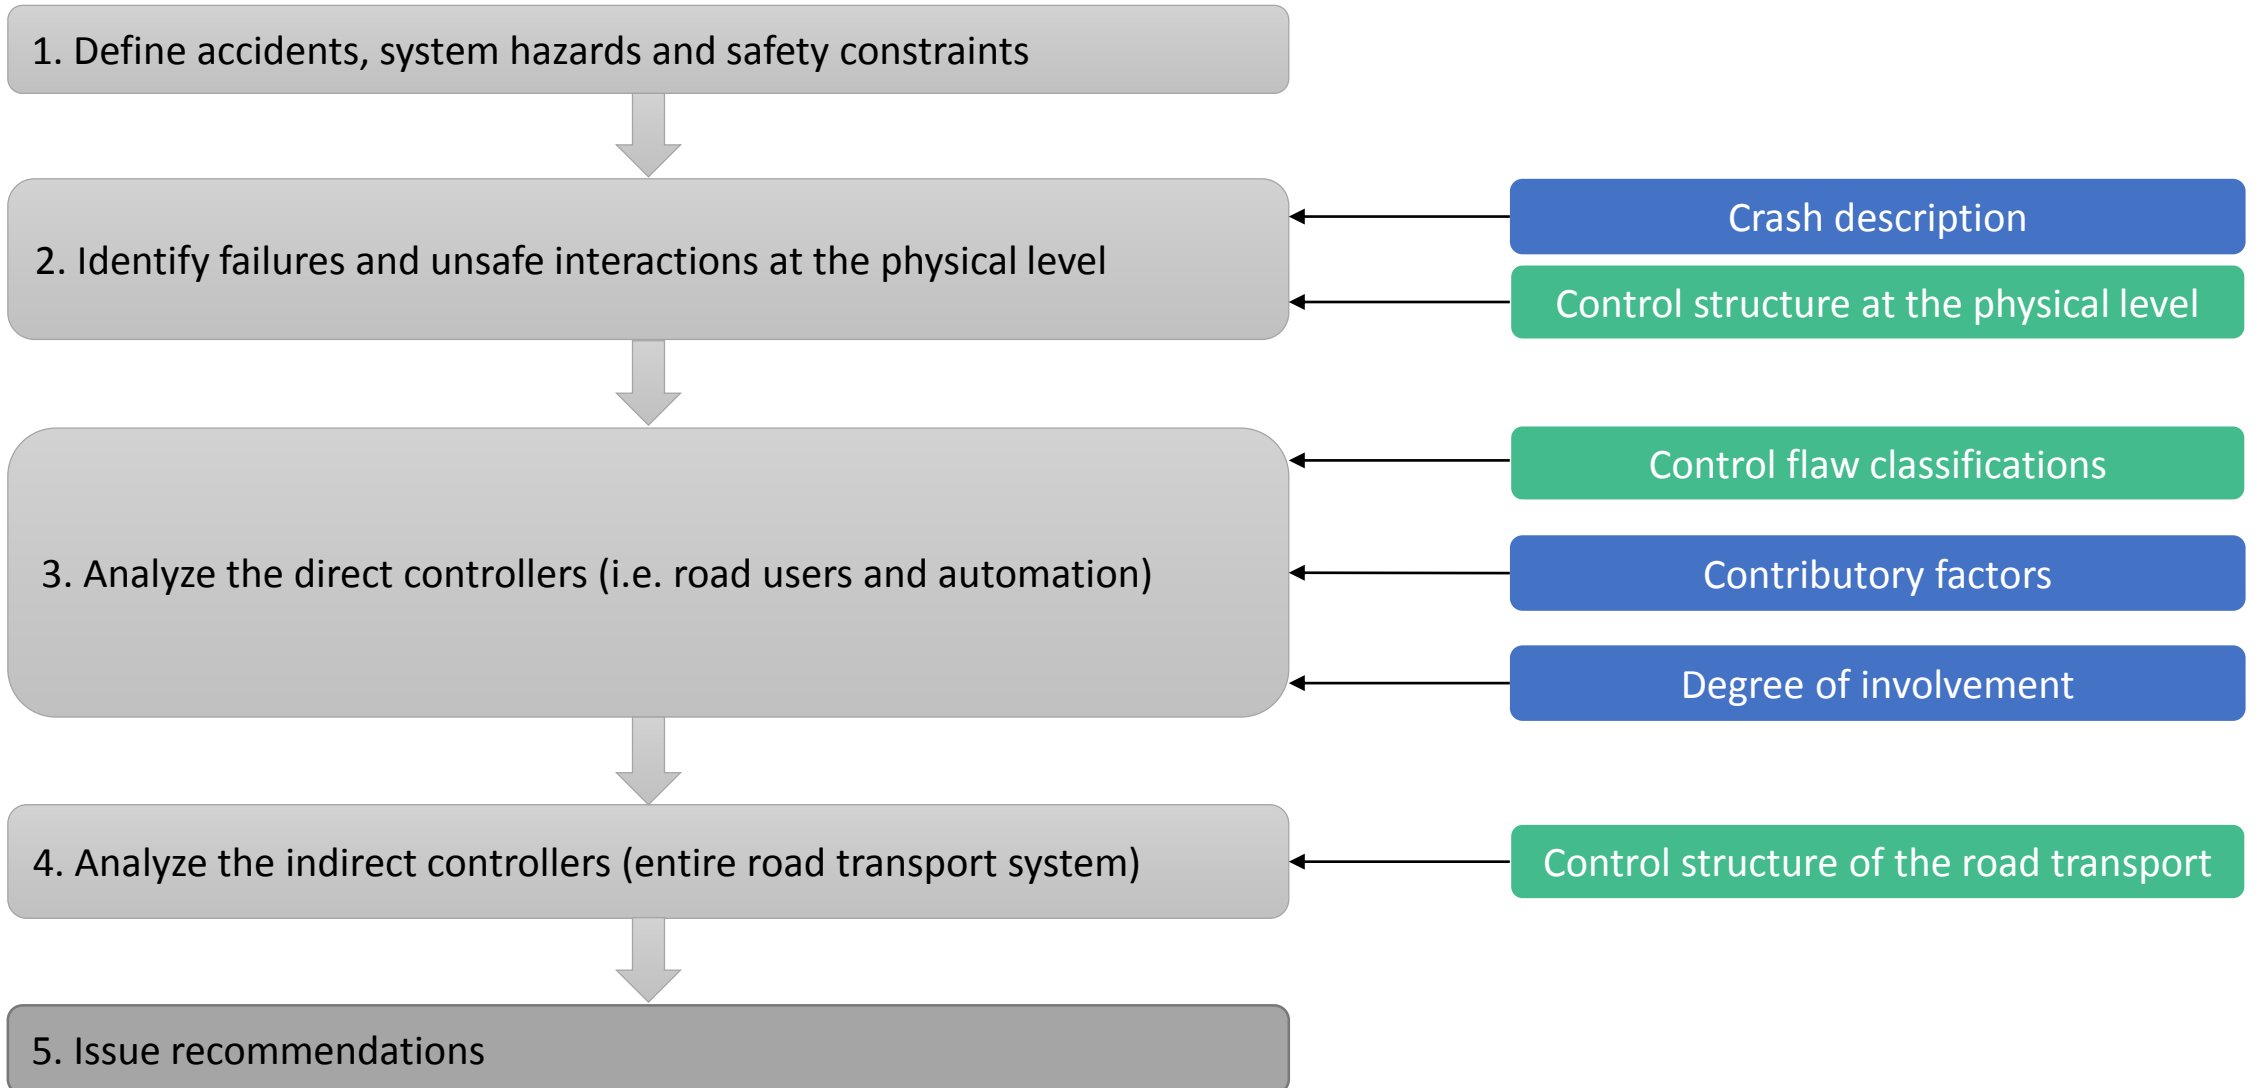 1. Define accidents, system hazards and safety constraints
2. Identify failures and unsafe interactions at the physical level
Crash description
Control structure at the physical level
3. Analyze the direct controllers (i.e. road users and automation)
Control flaw classifications
Contributory factors
Degree of involvement
4. Analyze the indirect controllers (entire road transport system)
Control structure of the road transport
5. Issue recommendations